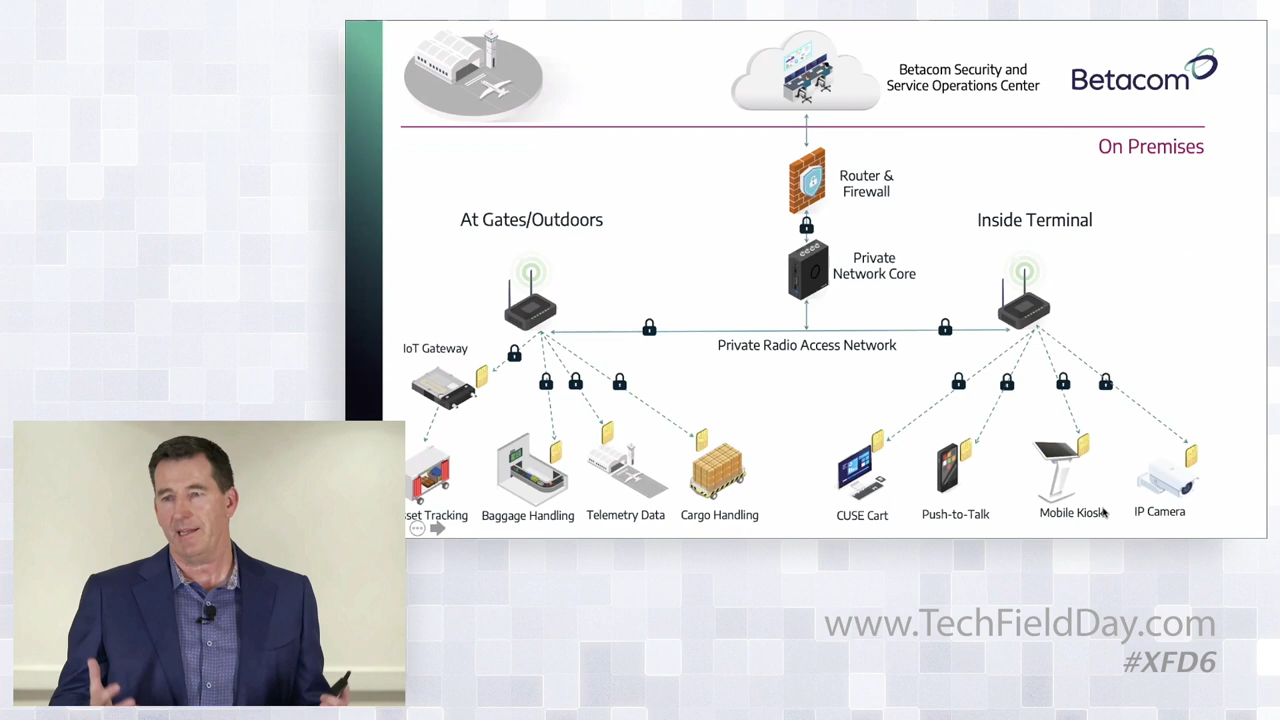 Betacom Security and
Service Operations Center
Betacom
On Premises
Router &
Firewall
At Gates/Outdoors
Inside Terminal
Private
Network Core
Private Radio Access Network
IoT Gateway
set Tracking
Baggage Handling
Telemetry Data
Cargo Handling
CUSE Cart
Push-to-Talk
Mobile Kiosk
IP Camera
www.TechFieldDay.com
#XFD6